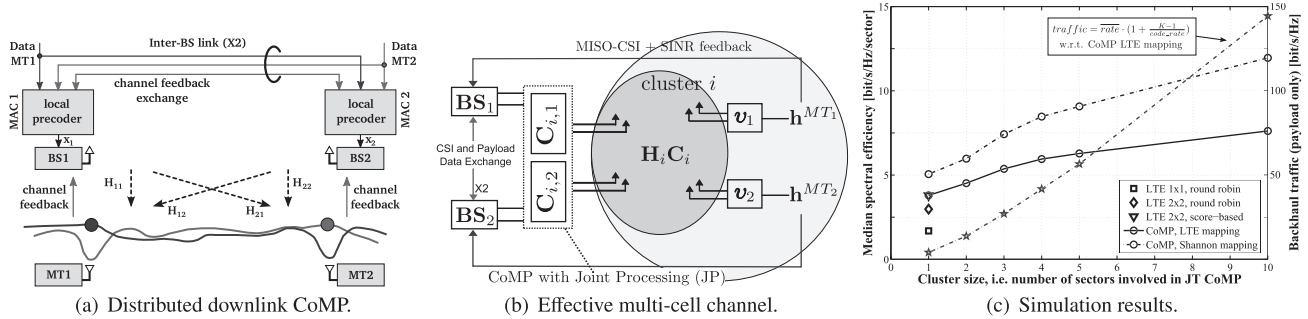 Data
MT1
Inter-BS link (X2)
Data
MT2
channel feedback
exchange
MAC 1
local
precoder
local
precoder
MAC 2
x₁
x₂
BS1
BS2
channel
feedback
H₁₁
H₁₂
H₂₁
H₂₂
channel
feedback
MT1
MT2
(a) Distributed downlink CoMP.
MISO-CSI + SINR feedback
cluster i
BS₁
C_{i,1}
v₁
h^{MT₁}
CSI and Payload
Data Exchange
X2
H_iC_i
BS₂
C_{i,2}
v₂
h^{MT₂}
CoMP with Joint Processing (JP)
(b) Effective multi-cell channel.
Median spectral efficiency [bit/s/Hz/sector]
15
10
5
0
150
100
50
Backhaul traffic (payload only) [bit/s/Hz]
traffic = \overline{rate} · (1 + \frac{K−1}{code_rate})
w.r.t. CoMP LTE mapping
LTE 1x1, round robin
LTE 2x2, round robin
LTE 2x2, score−based
CoMP, LTE mapping
CoMP, Shannon mapping
0 1 2 3 4 5 6 7 8 9 10
Cluster size, i.e. number of sectors involved in JT CoMP
(c) Simulation results.